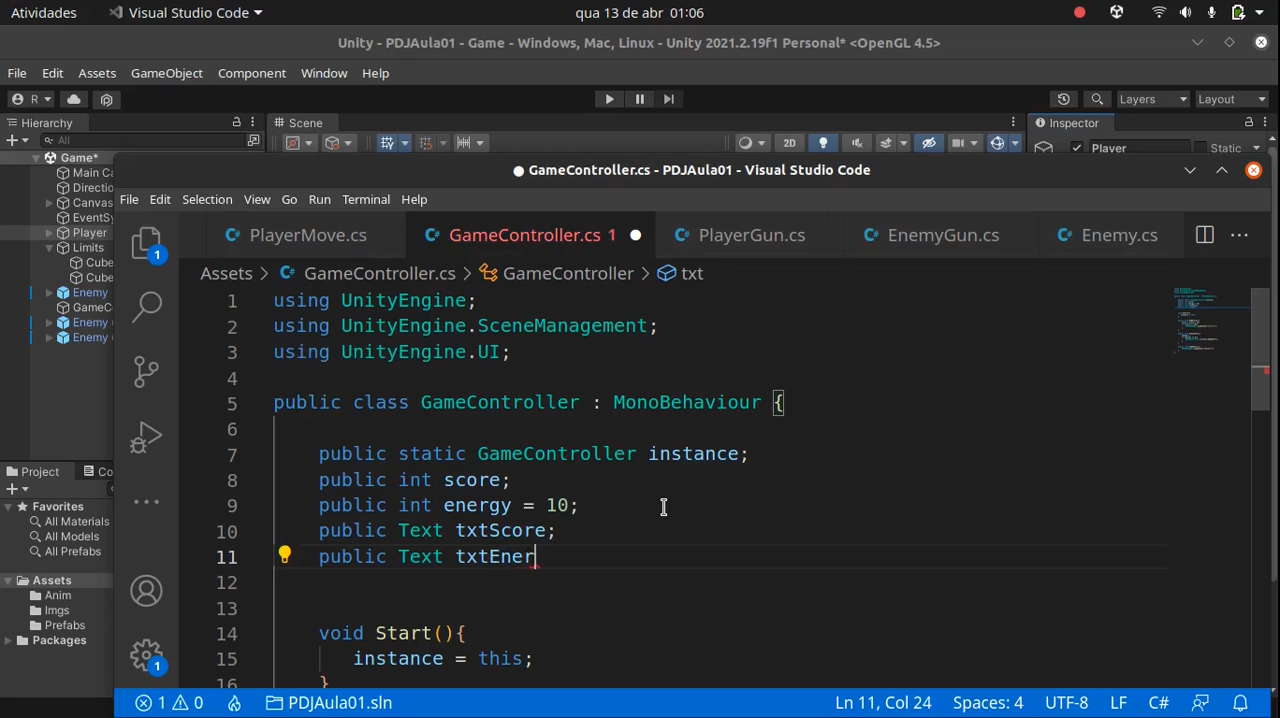 Atividades Visual Studio Code qua 13 de abr 01:06
Unity - PDJAula01 - Game - Windows, Mac, Linux - Unity 2021.2.19f1 Personal* <OpenGL 4.5>
File Edit Assets GameObject Component Window Help
R Layers Layout
Hierarchy Scene Inspector
All 2D Player Static
Game*
GameController.cs - PDJAula01 - Visual Studio Code
Main Ca
Directio
File Edit Selection View Go Run Terminal Help
Canvas
EventSy
Player
Limits
Cube
Cube
Enemy
GameC
Enemy
Enemy
PlayerMove.cs GameController.cs 1 PlayerGun.cs EnemyGun.cs Enemy.cs
Assets > GameController.cs > GameController > txt
1 using UnityEngine;
2 using UnityEngine.SceneManagement;
3 using UnityEngine.UI;
4
5 public class GameController : MonoBehaviour {
6
7 public static GameController instance;
8 public int score;
9 public int energy = 10;
10 public Text txtScore;
11 public Text txtEner
12
13
14 void Start(){
15 instance = this;
16 }
Project Co
Favorites
All Materials
All Models
All Prefabs
Assets
Anim
Imgs
Prefabs
Packages
1
1
1 0 PDJAula01.sln Ln 11, Col 24 Spaces: 4 UTF-8 LF C#